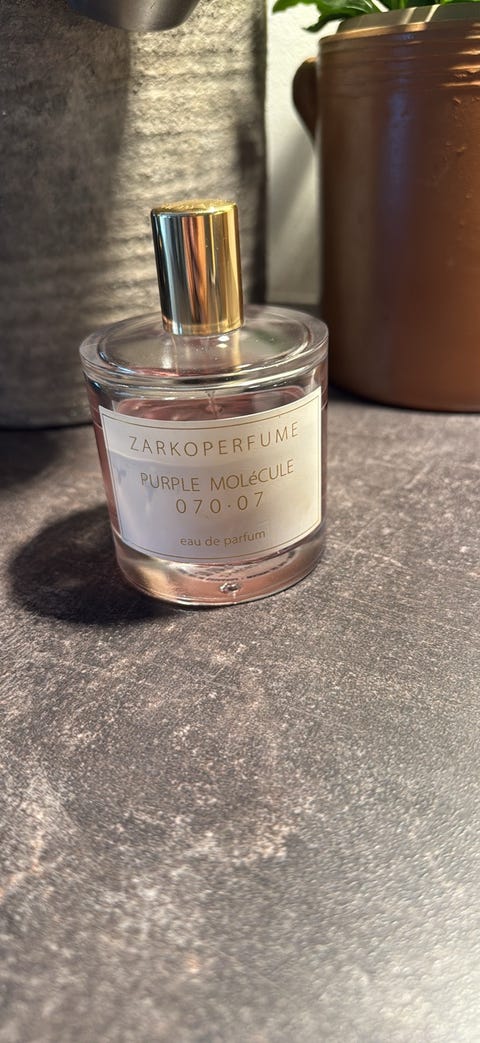 ZARKOPERFUME
PURPLE MOLéCULE
070·07
eau de parfum